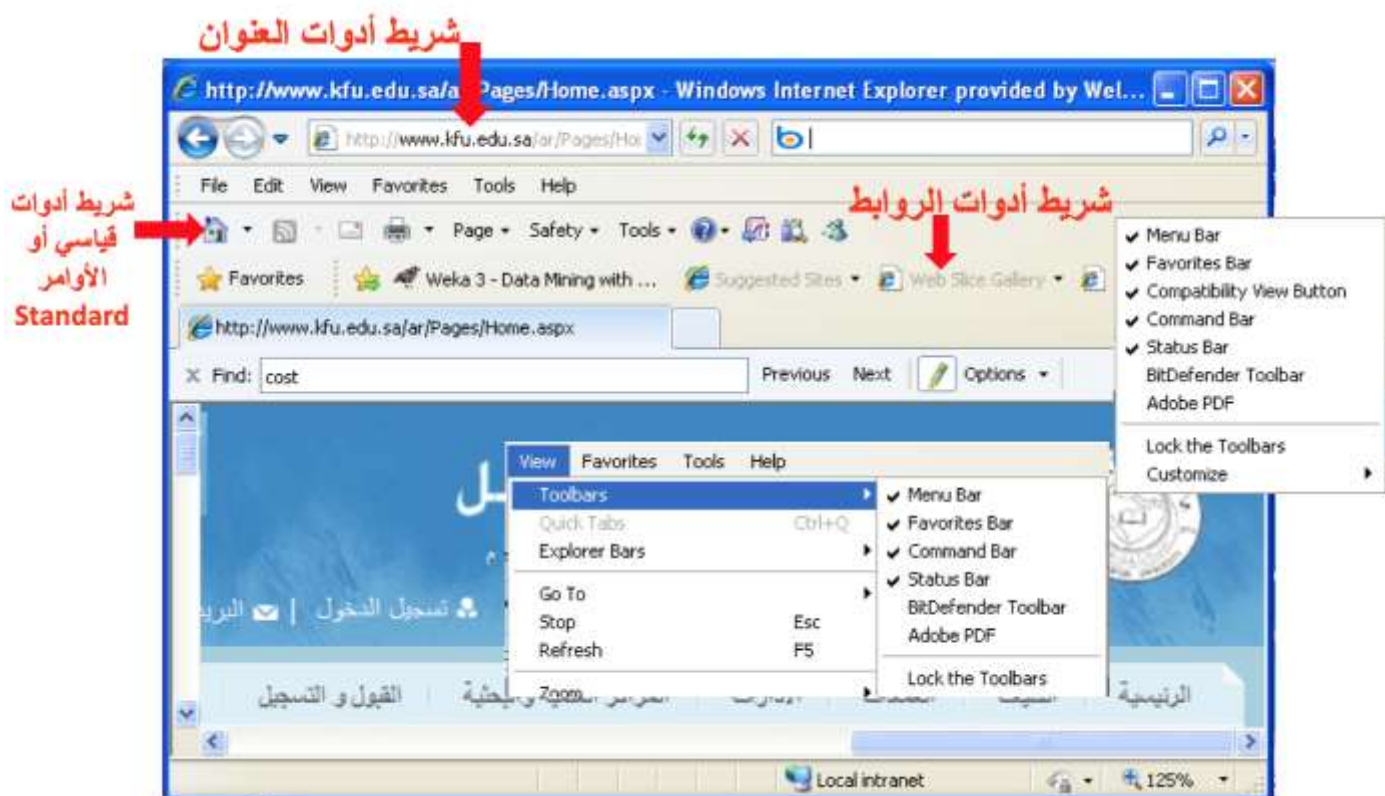 شريط أدوات العنوان
http://www.kfu.edu.sa/a Pages/Home.aspx - Windows Internet Explorer provided by Wel...
http://www.kfu.edu.sa/ar/Pages/Ho
File Edit View Favorites Tools Help
شريط أدوات
قياسي أو
الأوامر
Standard
شريط أدوات الروابط
Page Safety Tools
Favorites Weka 3 - Data Mining with ... Suggested Sites Web Slice Gallery
http://www.kfu.edu.sa/ar/Pages/Home.aspx
Find: cost Previous Next Options
Menu Bar
Favorites Bar
Compatibility View Button
Command Bar
Status Bar
BitDefender Toolbar
Adobe PDF
Lock the Toolbars
Customize
View Favorites Tools Help
Toolbars
Quick Tabs Ctrl+Q
Explorer Bars
Go To
Stop Esc
Refresh F5
Zoom
Menu Bar
Favorites Bar
Command Bar
Status Bar
BitDefender Toolbar
Adobe PDF
Lock the Toolbars
تسجيل الدخول | البريد
الرئيسية
القبول و التسجيل
Local intranet 125%